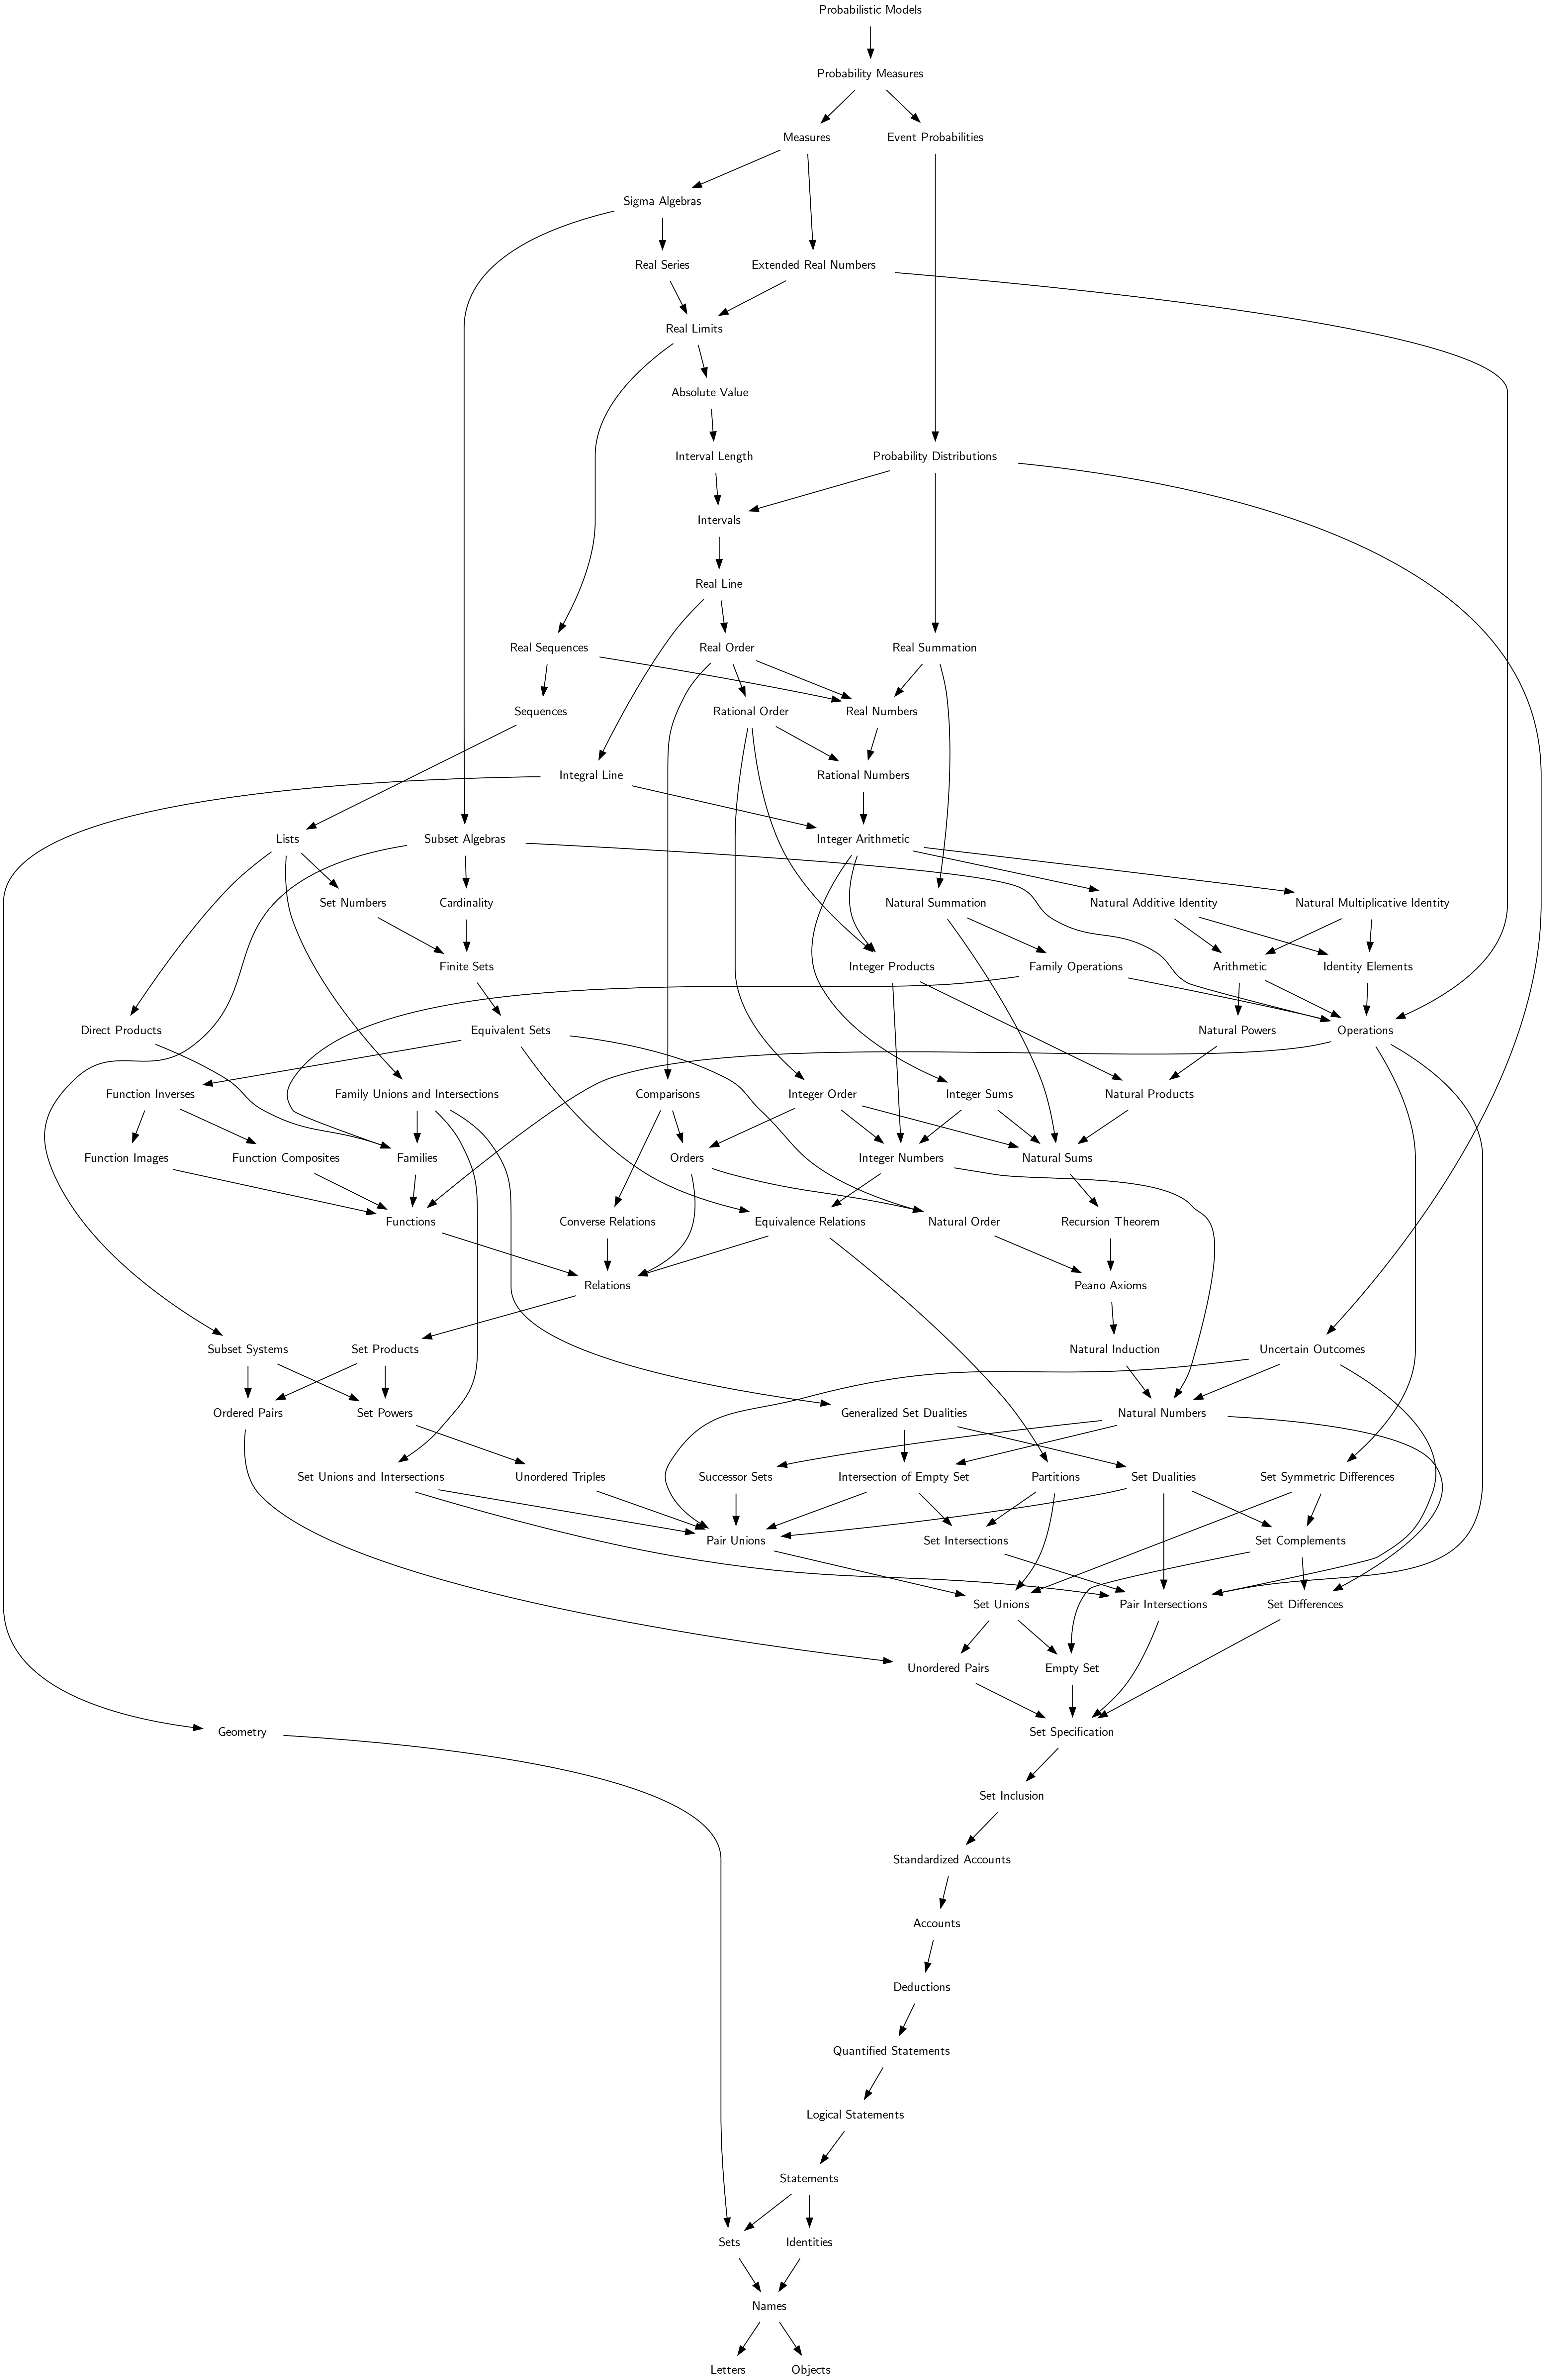 Probabilistic Models
Probability Measures
Measures
Event Probabilities
Sigma Algebras
Real Series
Extended Real Numbers
Real Limits
Absolute Value
Interval Length
Probability Distributions
Intervals
Real Line
Real Sequences
Real Order
Real Summation
Sequences
Rational Order
Real Numbers
Integral Line
Rational Numbers
Lists
Subset Algebras
Integer Arithmetic
Set Numbers
Cardinality
Natural Summation
Natural Additive Identity
Natural Multiplicative Identity
Finite Sets
Integer Products
Family Operations
Arithmetic
Identity Elements
Direct Products
Equivalent Sets
Natural Powers
Operations
Function Inverses
Family Unions and Intersections
Comparisons
Integer Order
Integer Sums
Natural Products
Function Images
Function Composites
Families
Orders
Integer Numbers
Natural Sums
Functions
Converse Relations
Equivalence Relations
Natural Order
Recursion Theorem
Relations
Peano Axioms
Subset Systems
Set Products
Natural Induction
Uncertain Outcomes
Ordered Pairs
Set Powers
Generalized Set Dualities
Natural Numbers
Set Unions and Intersections
Unordered Triples
Successor Sets
Intersection of Empty Set
Partitions
Set Dualities
Set Symmetric Differences
Pair Unions
Set Intersections
Set Complements
Set Unions
Pair Intersections
Set Differences
Unordered Pairs
Empty Set
Geometry
Set Specification
Set Inclusion
Standardized Accounts
Accounts
Deductions
Quantified Statements
Logical Statements
Statements
Sets
Identities
Names
Letters
Objects